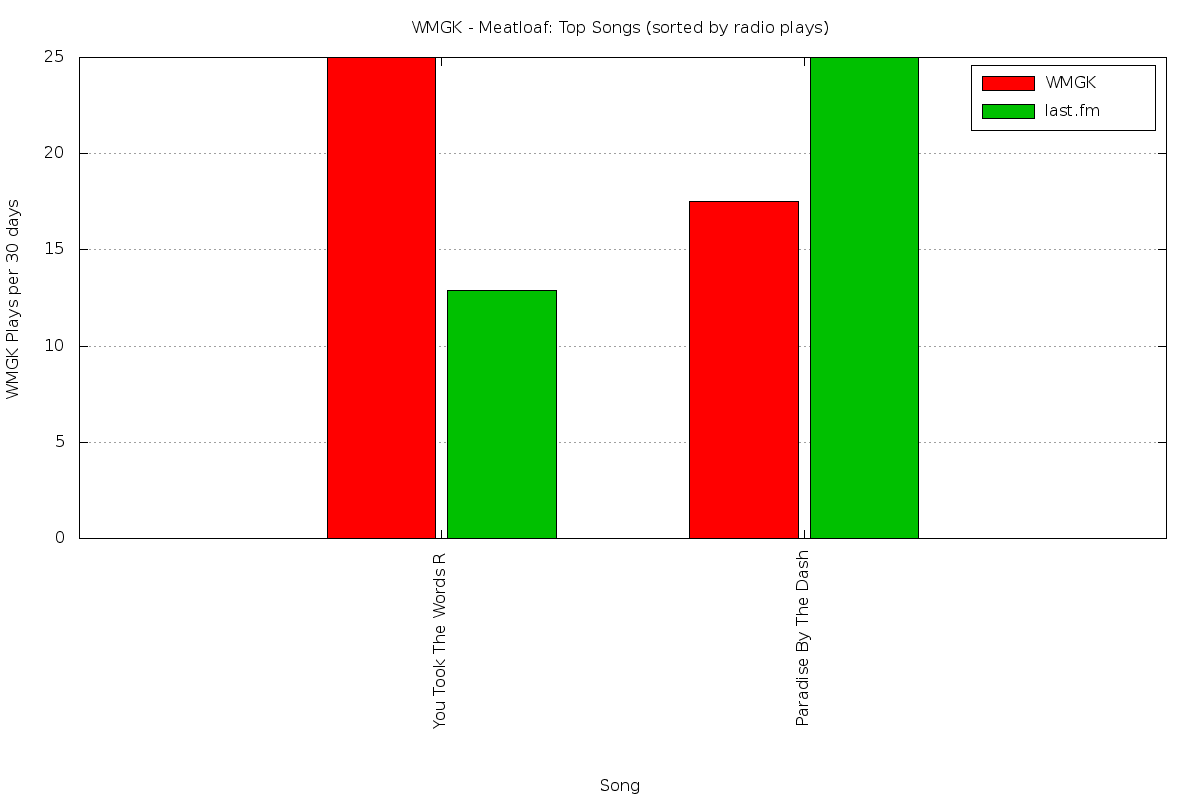 WMGK - Meatloaf: Top Songs (sorted by radio plays)
WMGK
last.fm
WMGK Plays per 30 days
25
20
15
10
5
0
You Took The Words R
Paradise By The Dash
Song